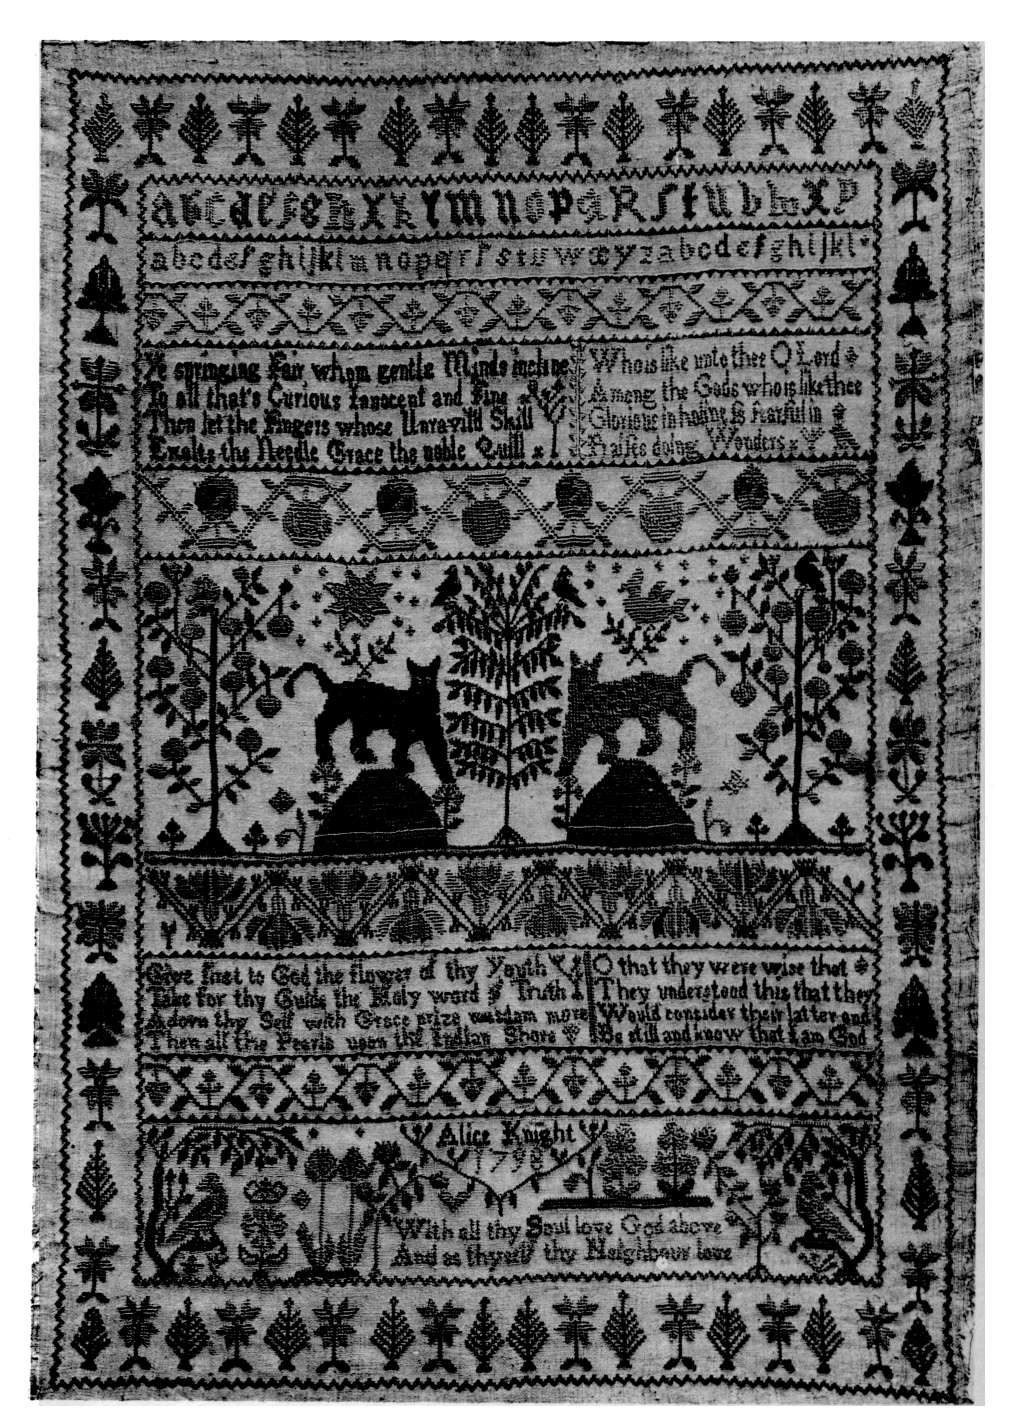 a b c d e f g h I k l m n o p q R ſ t u b w X y
a b c d e f g h i j k l m n o p q r ſ s t u w x y z a b c d e f g h i j k l
Ye springing Fair whom gentle Minds incline
To all that's Curious Innocent and Fine
Then let the Fingers whose Unravil'd Skill
Exalts the Needle Grace the noble Quill
Who is like unto thee O Lord
Among the Gods who is like thee
Glorious in holine ſs fearful in
Praiſes doing Wonders
Give first to God the flower of thy Youth
Take for thy Guide the Holy word of Truth
Adorn thy Self with Grace prize wisdom more
Then all the Pearls upon the Indian Shore
O that they were wise that
They understood this that they
Would consider their latter end
Be still and know that I am God
Alice Knight
1798
With all thy Soul love God above
And as thyself thy Neighbour love